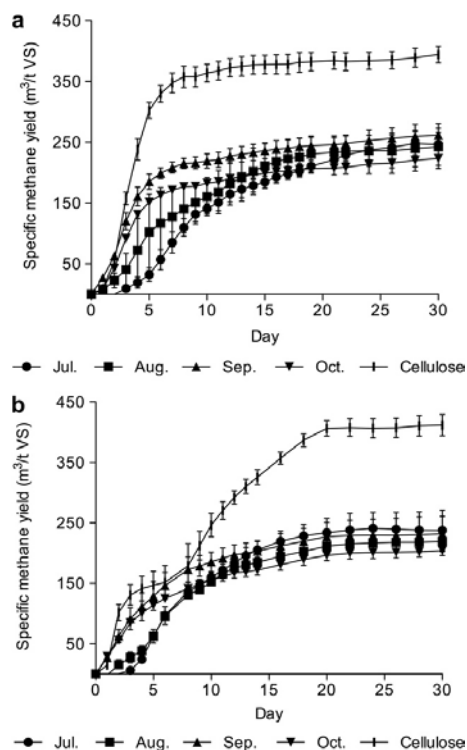 a
Specific methane yield (m³/t VS)
450
350
250
150
50
0 5 10 15 20 25 30
Day
Jul. Aug. Sep. Oct. Cellulose
b
Specific methane yield (m³/t VS)
450
350
250
150
50
0 5 10 15 20 25 30
Day
Jul. Aug. Sep. Oct. Cellulose